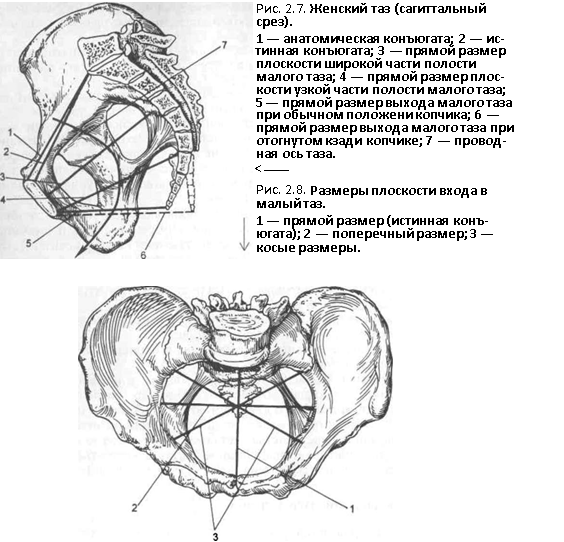 Рис. 2.7. Женский таз (сагиттальный
срез).
1 — анатомическая конъюгата; 2 — ис-
тинная конъюгата; 3 — прямой размер
плоскости широкой части полости
малого таза; 4 — прямой размер плос-
кости узкой части полости малого таза;
5 — прямой размер выхода малого таза
при обычном положени копчика; 6 —
прямой размер выхода малого таза при
отогнутом кзади копчике; 7 — провод-
ная ось таза.
< ——
Рис. 2.8. Размеры плоскости входа в
малый таз.
1 — прямой размер (истинная конъ-
югата); 2 — поперечный размер; 3 —
косые размеры.
7
1
2
3
4
5
6
2
3
1